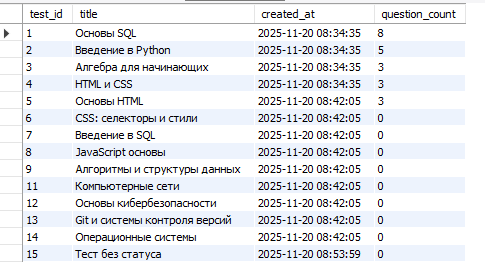 test_id title created_at question_count
1 Основы SQL 2025-11-20 08:34:35 8
2 Введение в Python 2025-11-20 08:34:35 5
3 Алгебра для начинающих 2025-11-20 08:34:35 3
4 HTML и CSS 2025-11-20 08:34:35 3
5 Основы HTML 2025-11-20 08:42:05 3
6 CSS: селекторы и стили 2025-11-20 08:42:05 0
7 Введение в SQL 2025-11-20 08:42:05 0
8 JavaScript основы 2025-11-20 08:42:05 0
9 Алгоритмы и структуры данных 2025-11-20 08:42:05 0
11 Компьютерные сети 2025-11-20 08:42:05 0
12 Основы кибербезопасности 2025-11-20 08:42:05 0
13 Git и системы контроля версий 2025-11-20 08:42:05 0
14 Операционные системы 2025-11-20 08:42:05 0
15 Тест без статуса 2025-11-20 08:53:59 0